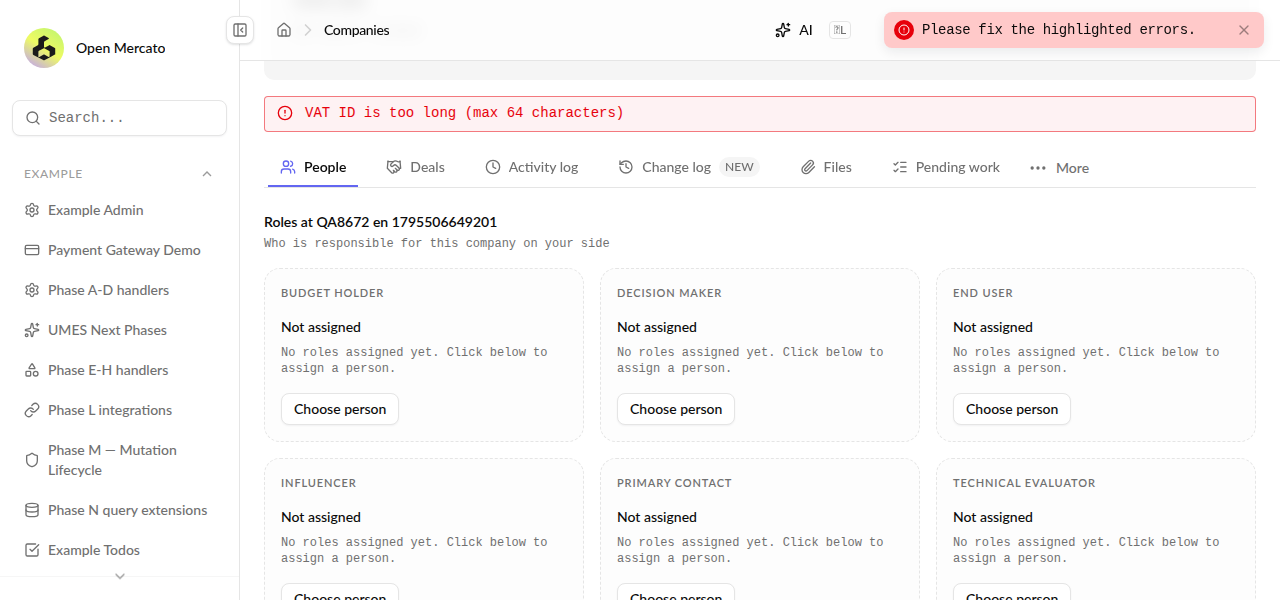 Open Mercato
Companies
AI
L
Please fix the highlighted errors.
Search...
VAT ID is too long (max 64 characters)
EXAMPLE
Example Admin
Payment Gateway Demo
Phase A-D handlers
UMES Next Phases
Phase E-H handlers
Phase L integrations
Phase M — Mutation
Lifecycle
Phase N query extensions
Example Todos
People
Deals
Activity log
Change log NEW
Files
Pending work
More
Roles at QA8672 en 1795506649201
Who is responsible for this company on your side
BUDGET HOLDER
Not assigned
No roles assigned yet. Click below to
assign a person.
Choose person
DECISION MAKER
Not assigned
No roles assigned yet. Click below to
assign a person.
Choose person
END USER
Not assigned
No roles assigned yet. Click below to
assign a person.
Choose person
INFLUENCER
Not assigned
No roles assigned yet. Click below to
assign a person.
Choose person
PRIMARY CONTACT
Not assigned
No roles assigned yet. Click below to
assign a person.
Choose person
TECHNICAL EVALUATOR
Not assigned
No roles assigned yet. Click below to
assign a person.
Choose person